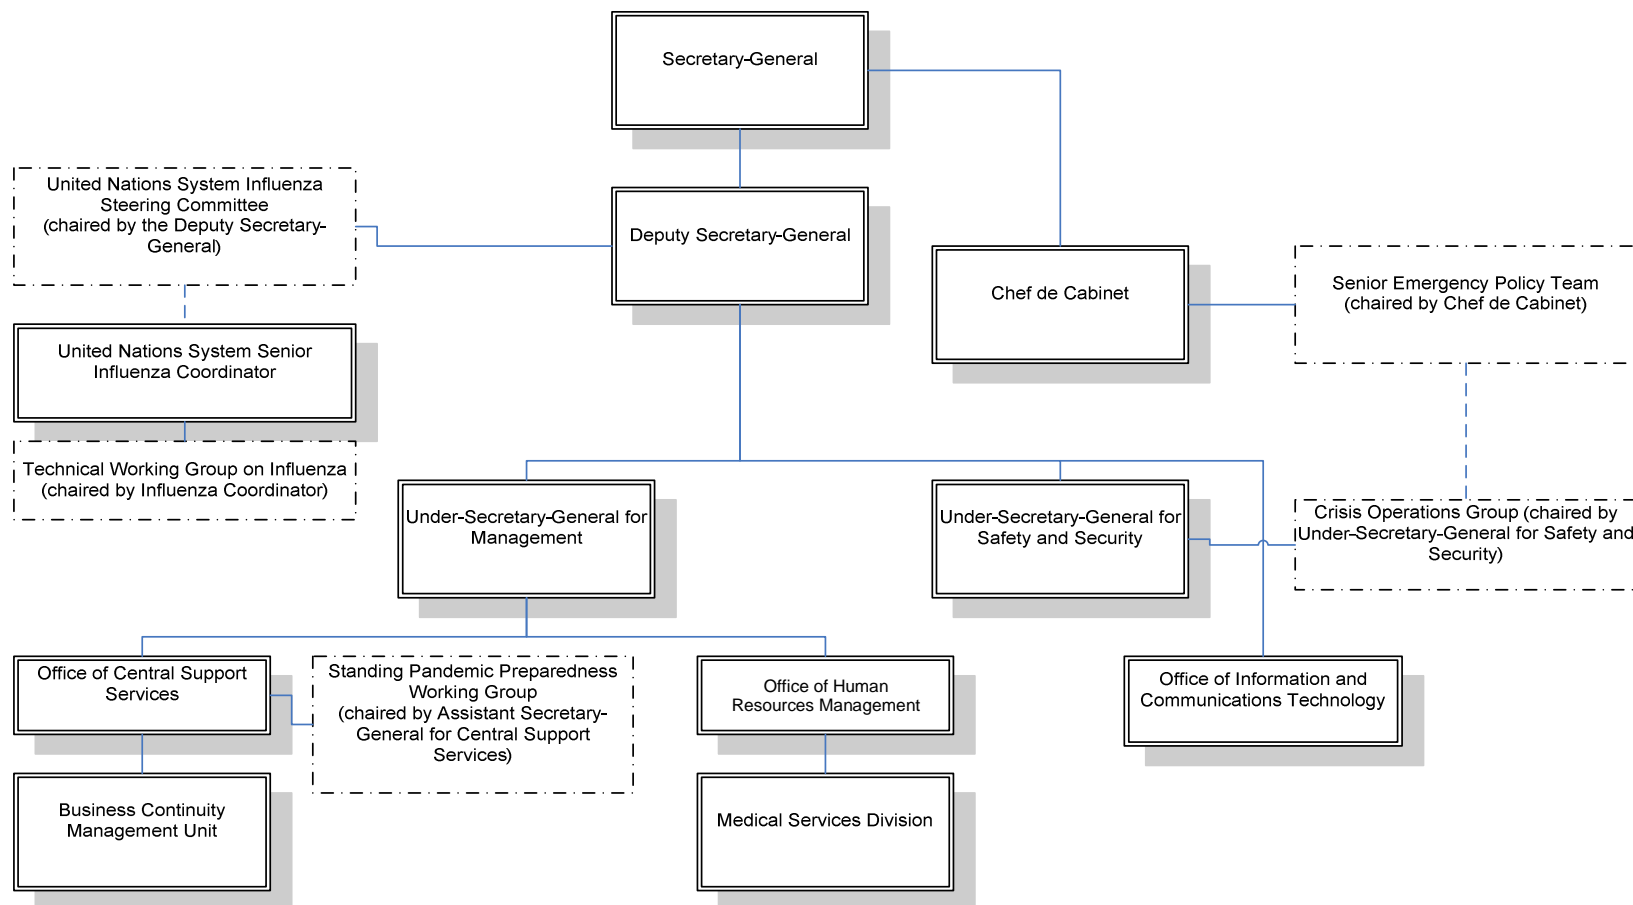 Secretary-General
United Nations System Influenza
Steering Committee
(chaired by the Deputy Secretary-
General)
Deputy Secretary-General
Chef de Cabinet
Senior Emergency Policy Team
(chaired by Chef de Cabinet)
United Nations System Senior
Influenza Coordinator
Technical Working Group on Influenza
(chaired by Influenza Coordinator)
Under-Secretary-General for
Management
Under-Secretary-General for
Safety and Security
Crisis Operations Group (chaired by
Under-Secretary-General for Safety and
Security)
Office of Central Support
Services
Standing Pandemic Preparedness
Working Group
(chaired by Assistant Secretary-
General for Central Support
Services)
Office of Human
Resources Management
Office of Information and
Communications Technology
Business Continuity
Management Unit
Medical Services Division